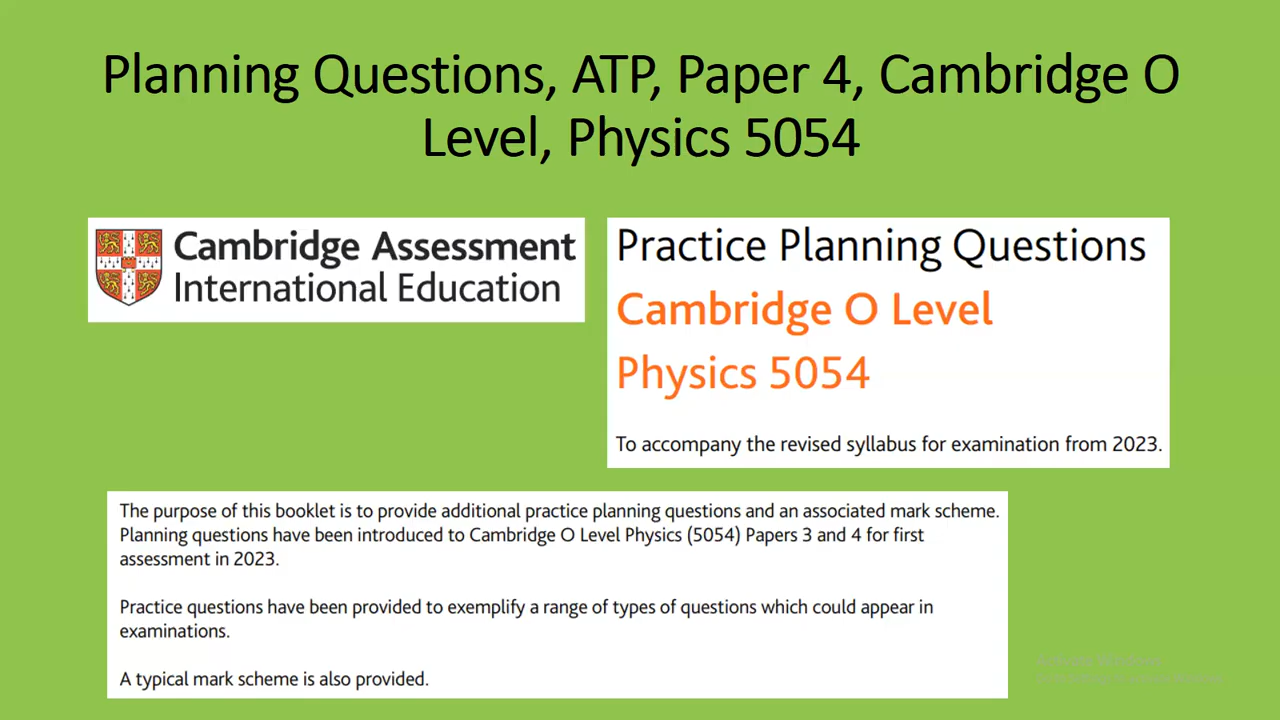 Planning Questions, ATP, Paper 4, Cambridge O
Level, Physics 5054
Cambridge Assessment
International Education
Practice Planning Questions
Cambridge O Level
Physics 5054
To accompany the revised syllabus for examination from 2023.
The purpose of this booklet is to provide additional practice planning questions and an associated mark scheme.
Planning questions have been introduced to Cambridge O Level Physics (5054) Papers 3 and 4 for first
assessment in 2023.
Practice questions have been provided to exemplify a range of types of questions which could appear in
examinations.
A typical mark scheme is also provided.
Activate Windows